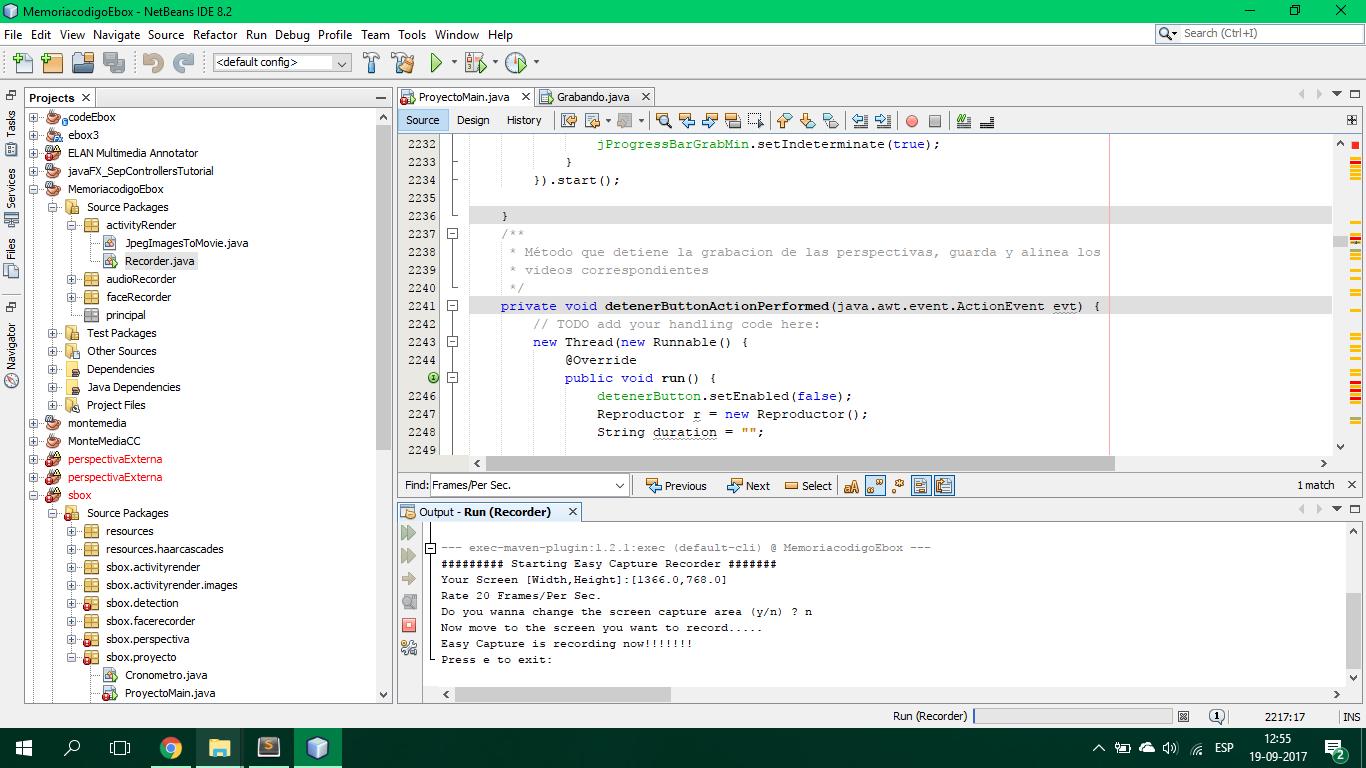 MemoriacodigoEbox - NetBeans IDE 8.2
File Edit View Navigate Source Refactor Run Debug Profile Team Tools Window Help
Search (Ctrl+I)
<default config>
Tasks
Services
Files
Navigator
Projects
codeEbox
ebox3
ELAN Multimedia Annotator
javaFX_SepControllersTutorial
MemoriacodigoEbox
Source Packages
activityRender
JpegImagesToMovie.java
Recorder.java
audioRecorder
faceRecorder
principal
Test Packages
Other Sources
Dependencies
Java Dependencies
Project Files
montemedia
MonteMediaCC
perspectivaExterna
perspectivaExterna
sbox
Source Packages
resources
resources.haarcascades
sbox.activityrender
sbox.activityrender.images
sbox.detection
sbox.facerecorder
sbox.perspectiva
sbox.proyecto
Cronometro.java
ProyectoMain.java
ProyectoMain.java Grabando.java
Source Design History
2232 jProgressBarGrabMin.setIndeterminate(true);
2233 }
2234 }).start();
2235
2236 }
2237 /**
2238 * Método que detiene la grabacion de las perspectivas, guarda y alinea los
2239 * videos correspondientes
2240 */
2241 private void detenerButtonActionPerformed(java.awt.event.ActionEvent evt) {
2242 // TODO add your handling code here:
2243 new Thread(new Runnable() {
2244 @Override
public void run() {
2246 detenerButton.setEnabled(false);
2247 Reproductor r = new Reproductor();
2248 String duration = "";
2249
Find: Frames/Per Sec. Previous Next Select aA 1 match
Output - Run (Recorder)
--- exec-maven-plugin:1.2.1:exec (default-cli) @ MemoriacodigoEbox ---
######### Starting Easy Capture Recorder #######
Your Screen [Width,Height]:[1366.0,768.0]
Rate 20 Frames/Per Sec.
Do you wanna change the screen capture area (y/n) ? n
Now move to the screen you want to record.....
Easy Capture is recording now!!!!!!!
Press e to exit:
Run (Recorder) 1 2217:17 INS
ESP
12:55
19-09-2017
2